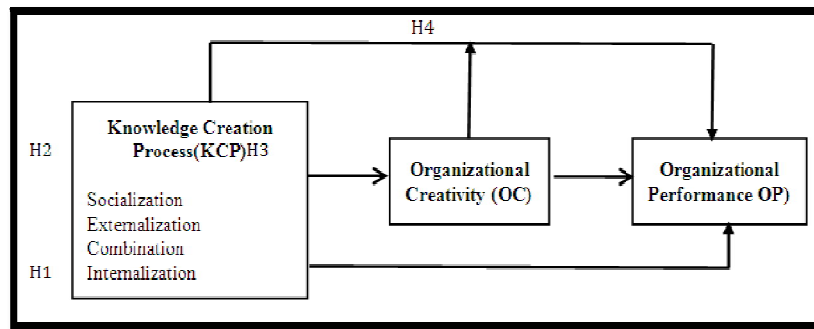 H4
Knowledge Creation
Process(KCP)H3
H2
Socialization
Externalization
Combination
Internalization
H1
Organizational
Creativity (OC)
Organizational
Performance OP)